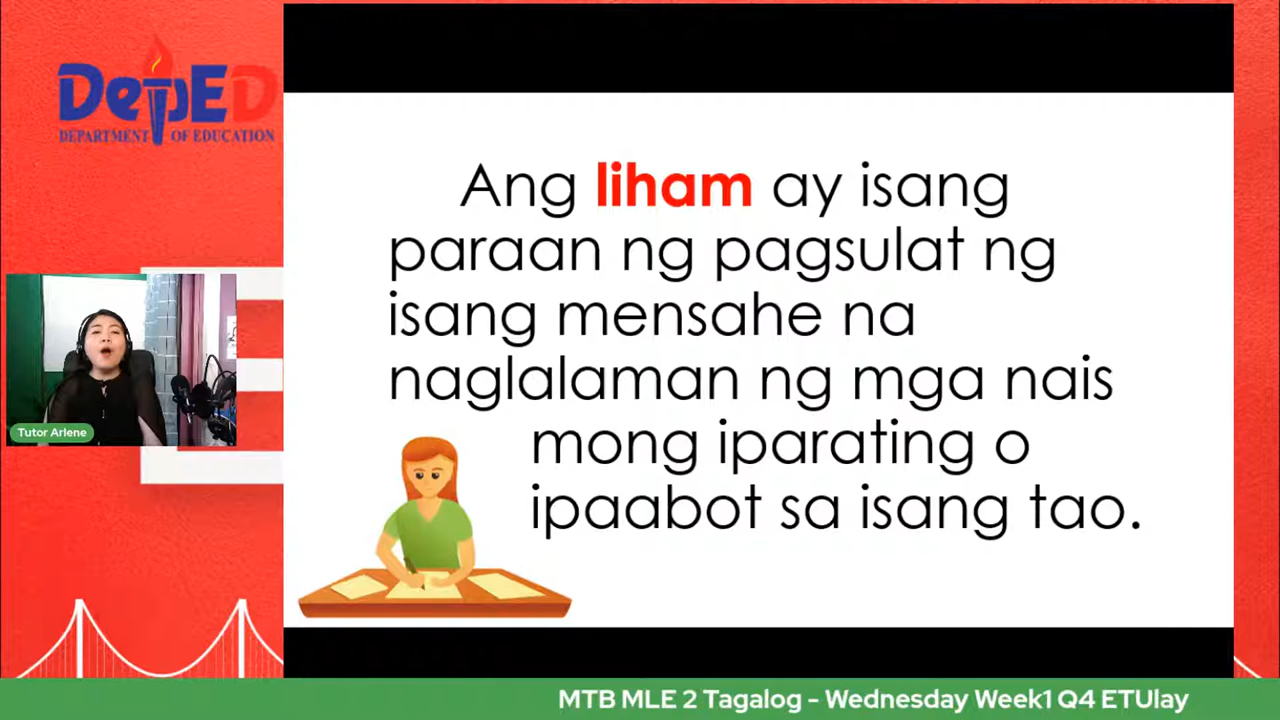 DepED
DEPARTMENT OF EDUCATION
Ang liham ay isang
paraan ng pagsulat ng
isang mensahe na
naglalaman ng mga nais
mong iparating o
ipaabot sa isang tao.
Tutor Arlene
MTB MLE 2 Tagalog - Wednesday Week1 Q4 ETUlay